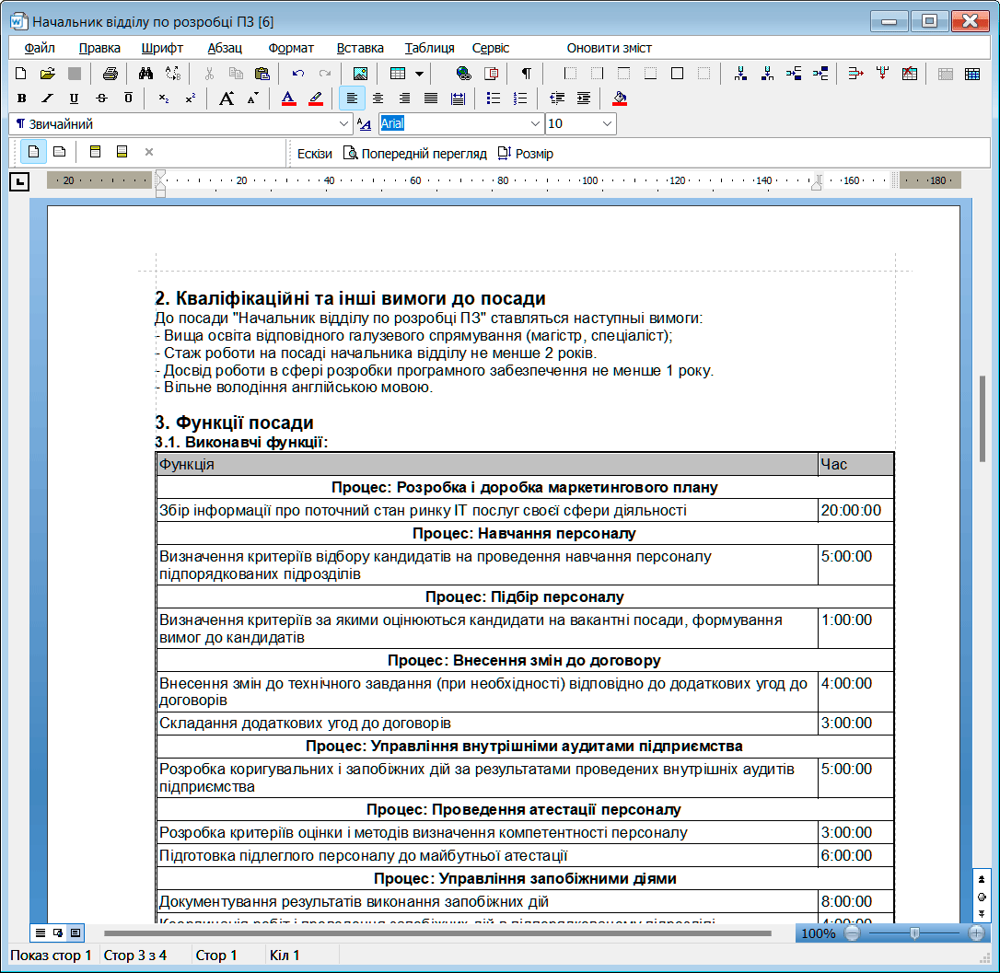 Начальник відділу по розробці ПЗ [6]
Файл Правка Шрифт Абзац Формат Вставка Таблиця Сервіс Оновити зміст
¶ Звичайний Arial 10
Ескізи Попередній перегляд Розмір
20 20 40 60 80 100 120 140 160 180
2. Кваліфікаційні та інші вимоги до посади
До посади "Начальник відділу по розробці ПЗ" ставляться наступныі вимоги:
- Вища освіта відповідного галузевого спрямування (магістр, спеціаліст);
- Стаж роботи на посаді начальника відділу не менше 2 років.
- Досвід роботи в сфері розробки програмного забезпечення не менше 1 року.
- Вільне володіння англійською мовою.
3. Функції посади
3.1. Виконавчі функції:
Функція Час
Процес: Розробка і доробка маркетингового плану
Збір інформації про поточний стан ринку ІТ послуг своєї сфери діяльності 20:00:00
Процес: Навчання персоналу
Визначення критеріїв відбору кандидатів на проведення навчання персоналу 5:00:00
підпорядкованих підрозділів
Процес: Підбір персоналу
Визначення критеріїв за якими оцінюються кандидати на вакантні посади, формування 1:00:00
вимог до кандидатів
Процес: Внесення змін до договору
Внесення змін до технічного завдання (при необхідності) відповідно до додаткових угод до 4:00:00
договорів
Складання додаткових угод до договорів 3:00:00
Процес: Управління внутрішніми аудитами підприємства
Розробка коригувальних і запобіжних дій за результатами проведених внутрішніх аудитів 5:00:00
підприємства
Процес: Проведення атестації персоналу
Розробка критеріїв оцінки і методів визначення компетентності персоналу 3:00:00
Підготовка підлеглого персоналу до майбутньої атестації 6:00:00
Процес: Управління запобіжними діями
Документування результатів виконання запобіжних дій 8:00:00
100%
Показ стор 1 Стор 3 з 4 Стор 1 Кіл 1